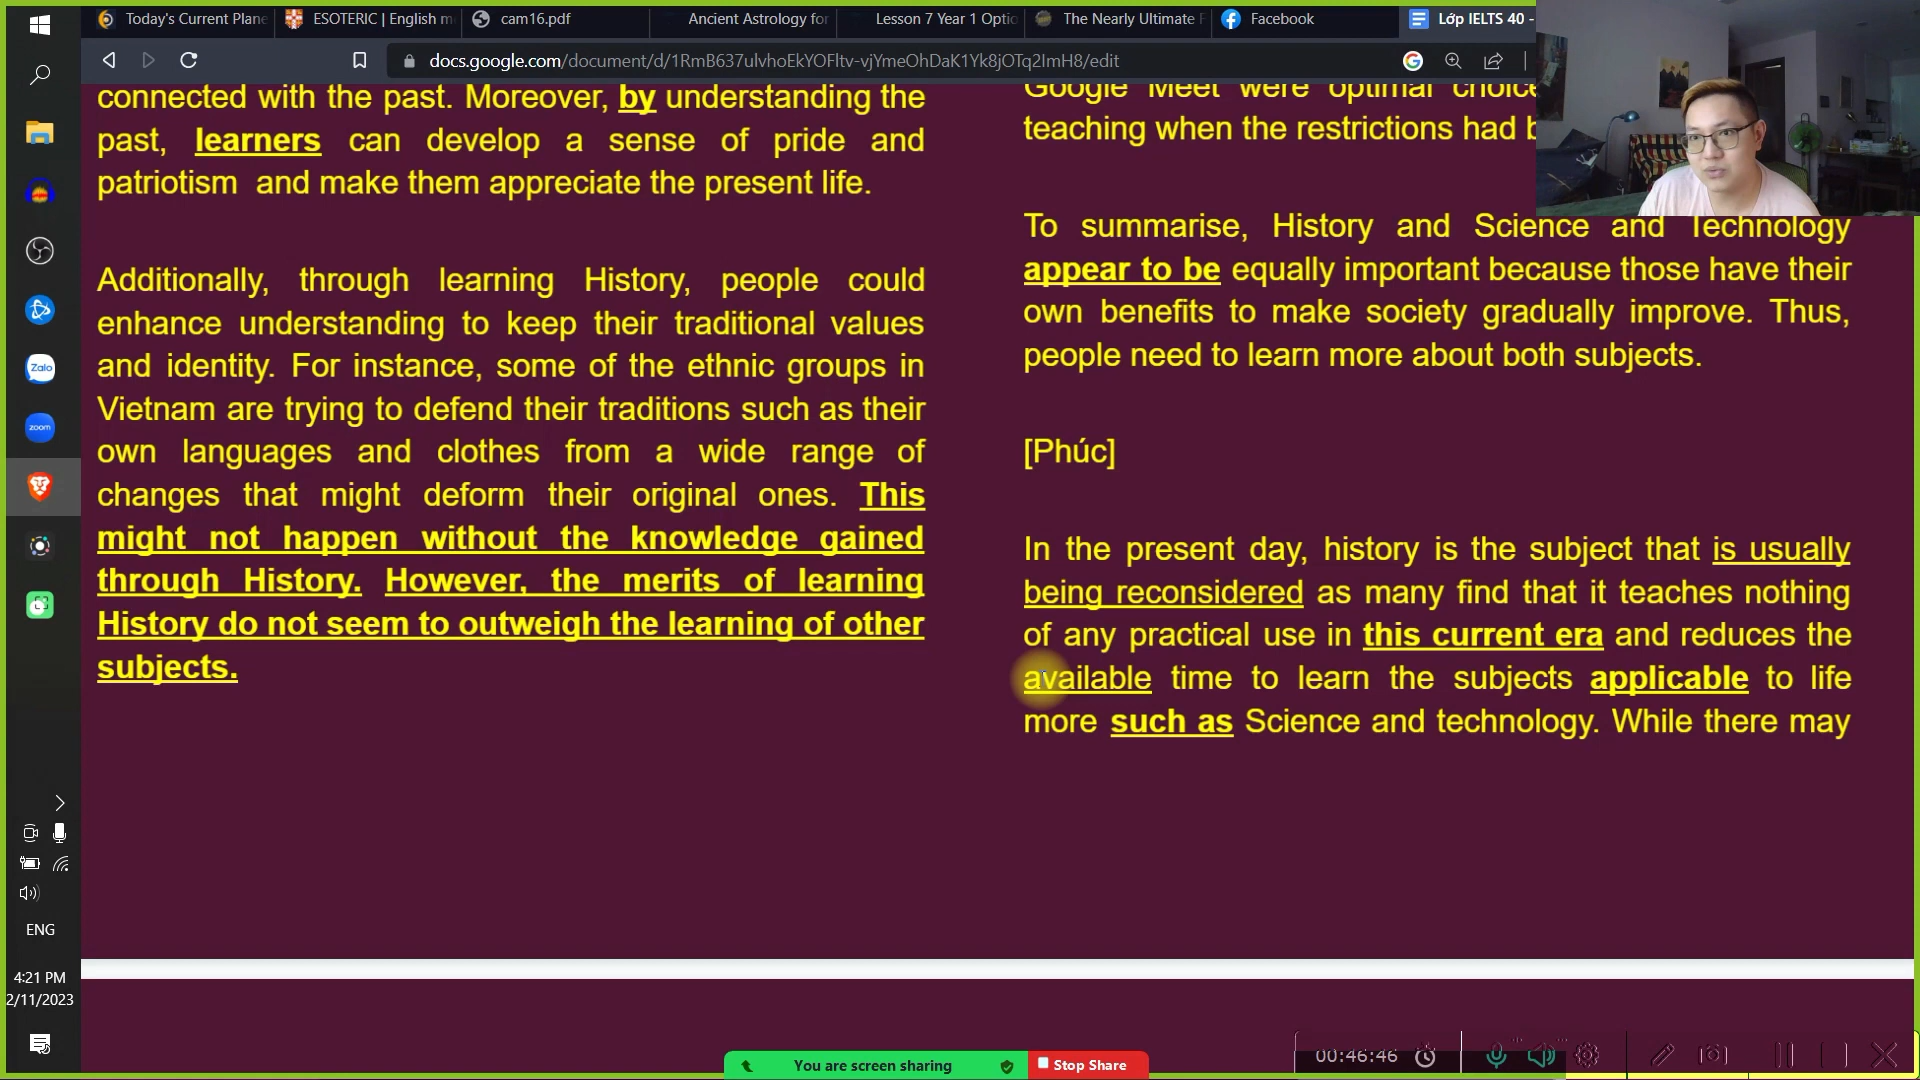 Today's Current Plane
ESOTERIC | English m
cam16.pdf
Ancient Astrology for
Lesson 7 Year 1 Optio
The Nearly Ultimate F
Facebook
Lớp IELTS 40 -
docs.google.com/document/d/1RmB637ulvhoEkYOFltv-vjYmeOhDaK1Yk8jOTq2ImH8/edit
connected with the past. Moreover, by understanding the
past, learners can develop a sense of pride and
patriotism and make them appreciate the present life.
Additionally, through learning History, people could
enhance understanding to keep their traditional values
and identity. For instance, some of the ethnic groups in
Vietnam are trying to defend their traditions such as their
own languages and clothes from a wide range of
changes that might deform their original ones. This
might not happen without the knowledge gained
through History. However, the merits of learning
History do not seem to outweigh the learning of other
subjects.
Google Meet were optimal choice
teaching when the restrictions had b
To summarise, History and Science and Technology
appear to be equally important because those have their
own benefits to make society gradually improve. Thus,
people need to learn more about both subjects.
[Phúc]
In the present day, history is the subject that is usually
being reconsidered as many find that it teaches nothing
of any practical use in this current era and reduces the
available time to learn the subjects applicable to life
more such as Science and technology. While there may
Zalo
zoom
ENG
4:21 PM
2/11/2023
You are screen sharing
Stop Share
00:46:46